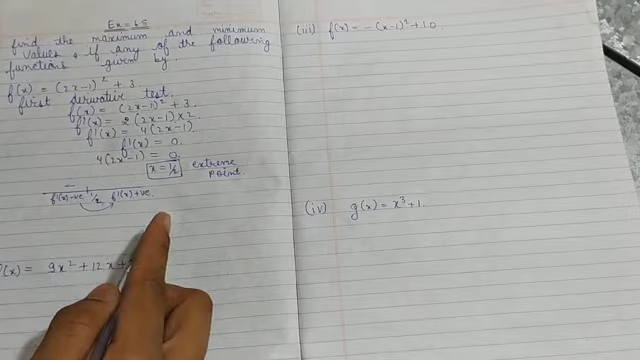 Ex = 6.5
find the maximum and minimum
values, if any of the following
functions given by.
f(x) = (2x-1)² + 3
first derivative test.
f(x) = (2x-1)² + 3.
f'(x) = 2(2x-1) × 2
f'(x) = 4(2x-1)
f'(x) = 0.
4(2x-1) = 0.
x = 1/2 extreme point.
f'(x) -ve 1/2 f'(x) +ve.
(x) = 9x² + 12x +
(iii) f(x) = -(x-1)² + 10
(iv) g(x) = x³ + 1.